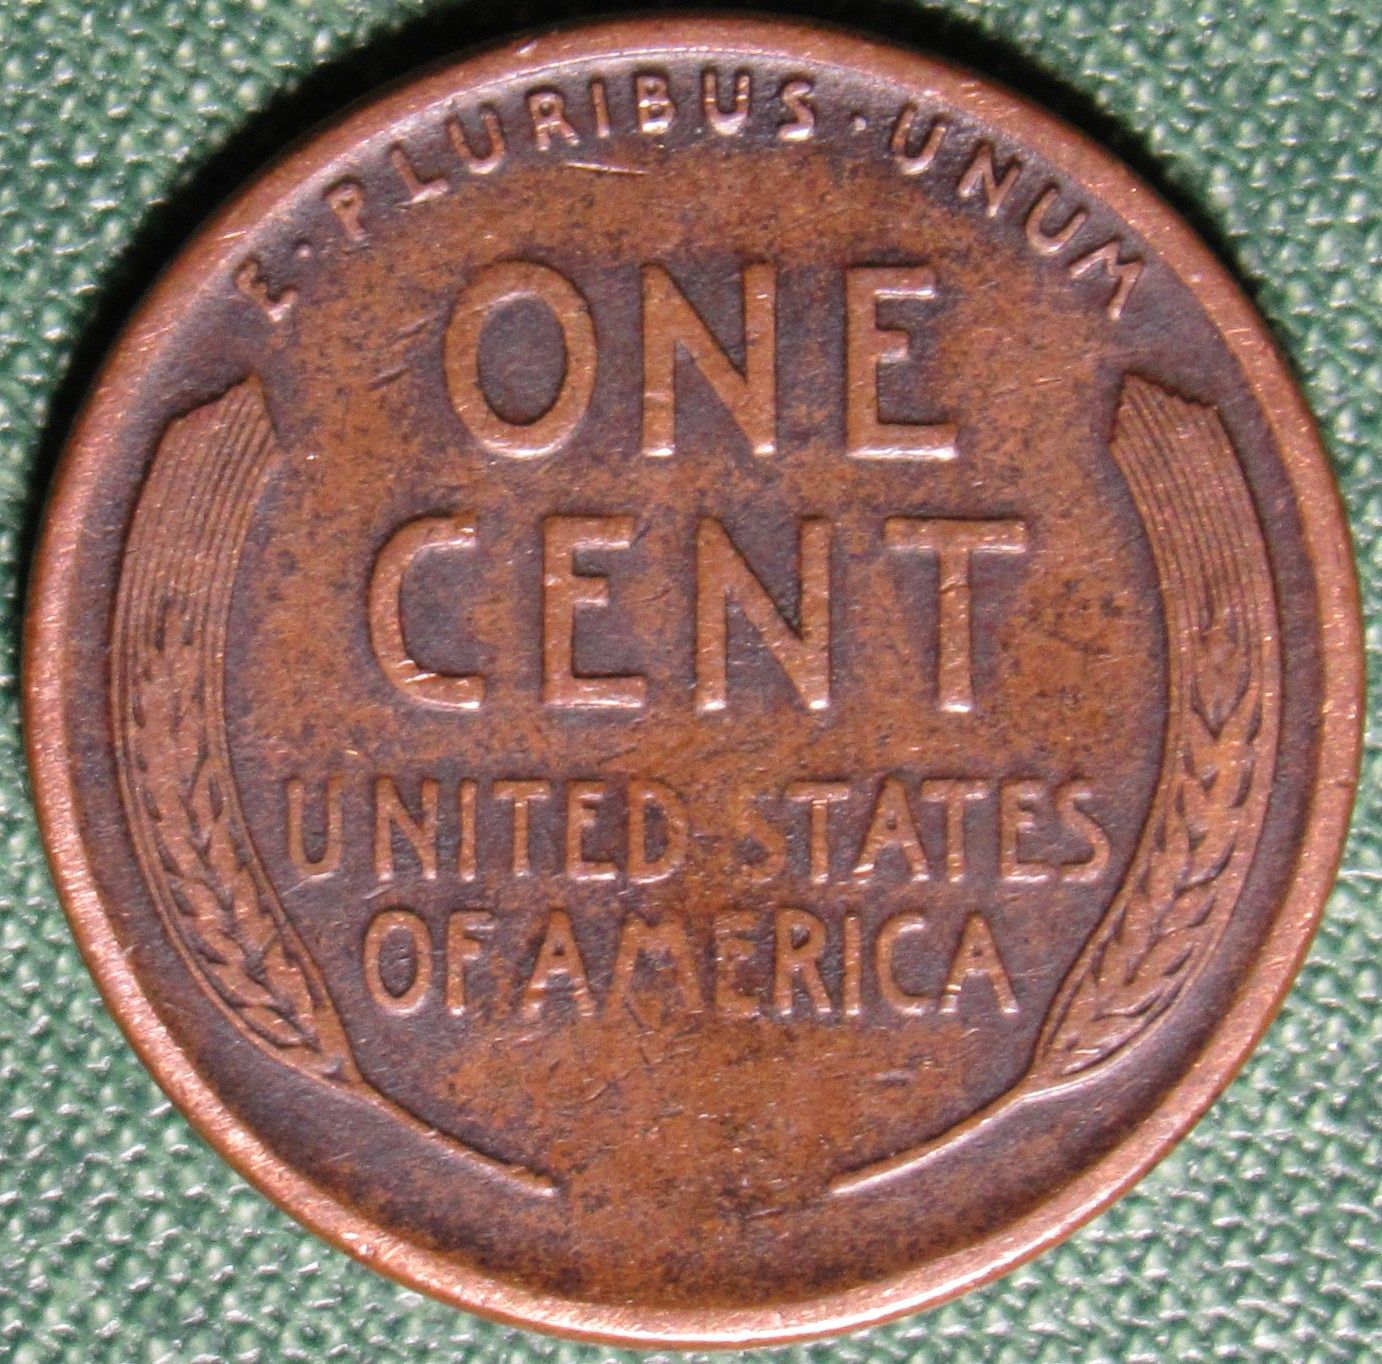 E·PLURIBUS·UNUM
ONE
CENT
UNITED STATES
OF AMERICA